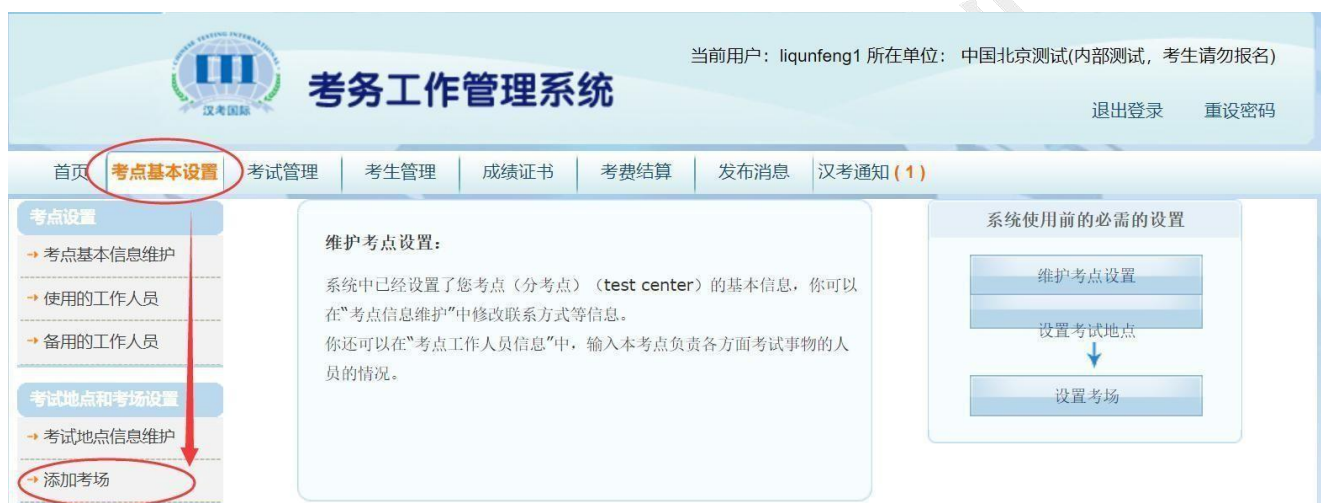 当前用户：liqunfeng1 所在单位： 中国北京测试(内部测试，考生请勿报名)
CHINESE TESTING INTERNATIONAL
汉考国际
考务工作管理系统
退出登录 重设密码
首页 考点基本设置 考试管理 考生管理 成绩证书 考费结算 发布消息 汉考通知 ( 1 )
考点设置
→ 考点基本信息维护
→ 使用的工作人员
→ 备用的工作人员
考试地点和考场设置
→ 考试地点信息维护
→ 添加考场
维护考点设置：
系统中已经设置了您考点（分考点）（test center）的基本信息，你可以
在“考点信息维护”中修改联系方式等信息。
你还可以在“考点工作人员信息”中，输入本考点负责各方面考试事物的人
员的情况。
系统使用前的必需的设置
维护考点设置
设置考试地点
设置考场